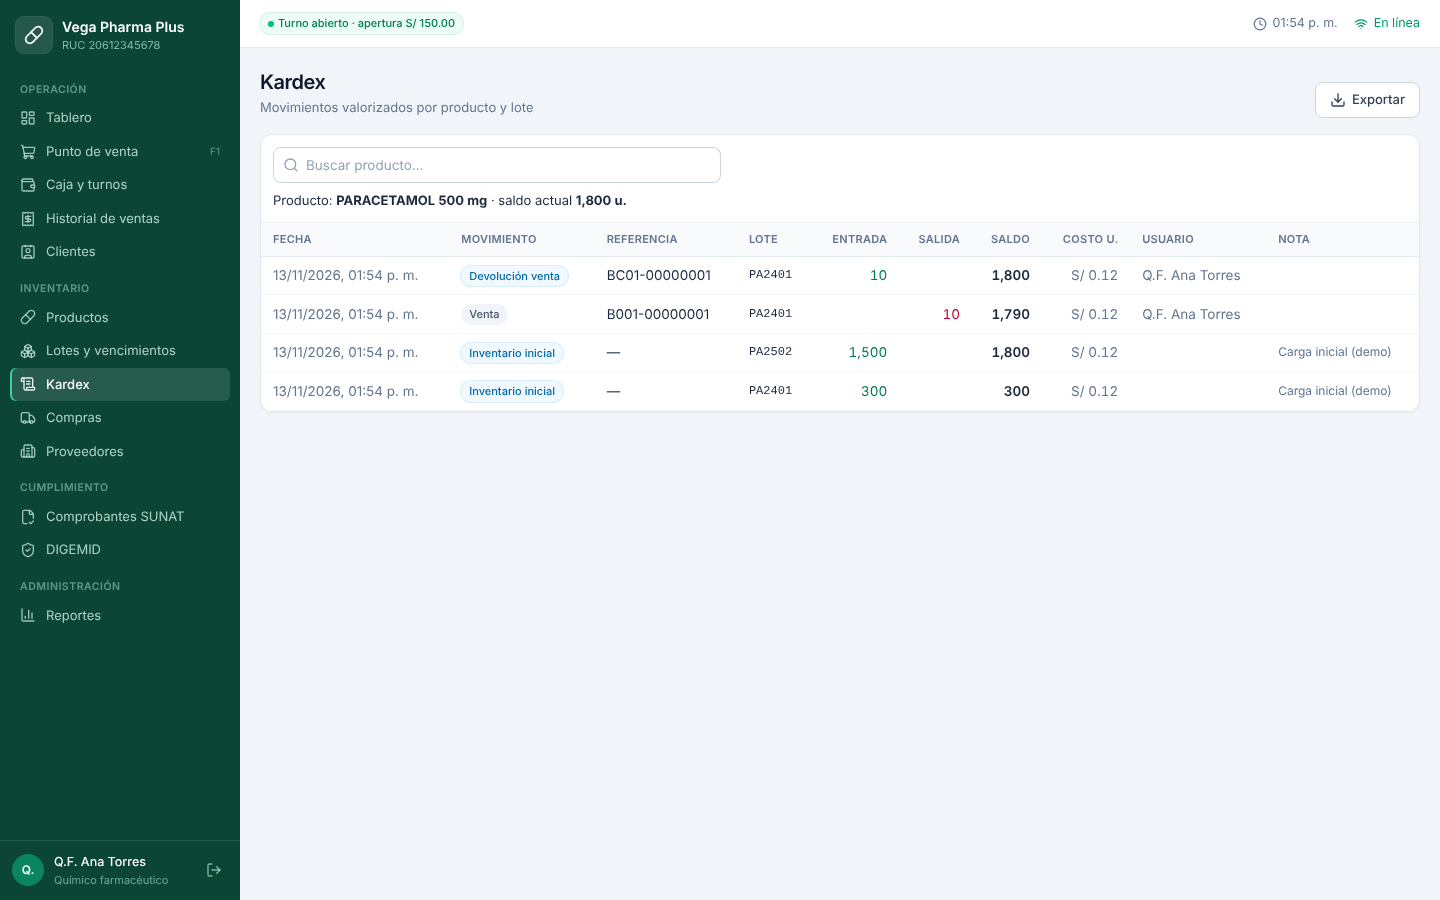 Vega Pharma Plus
RUC 20612345678
OPERACIÓN
Tablero
Punto de venta F1
Caja y turnos
Historial de ventas
Clientes
INVENTARIO
Productos
Lotes y vencimientos
Kardex
Compras
Proveedores
CUMPLIMIENTO
Comprobantes SUNAT
DIGEMID
ADMINISTRACIÓN
Reportes
Q.
Q.F. Ana Torres
Químico farmacéutico
Turno abierto · apertura S/ 150.00
01:54 p. m.
En línea
Kardex
Movimientos valorizados por producto y lote
Exportar
Buscar producto...
Producto: PARACETAMOL 500 mg · saldo actual 1,800 u.
FECHA MOVIMIENTO REFERENCIA LOTE ENTRADA SALIDA SALDO COSTO U. USUARIO NOTA
13/11/2026, 01:54 p. m. Devolución venta BC01-00000001 PA2401 10 1,800 S/ 0.12 Q.F. Ana Torres
13/11/2026, 01:54 p. m. Venta B001-00000001 PA2401 10 1,790 S/ 0.12 Q.F. Ana Torres
13/11/2026, 01:54 p. m. Inventario inicial — PA2502 1,500 1,800 S/ 0.12 Carga inicial (demo)
13/11/2026, 01:54 p. m. Inventario inicial — PA2401 300 300 S/ 0.12 Carga inicial (demo)